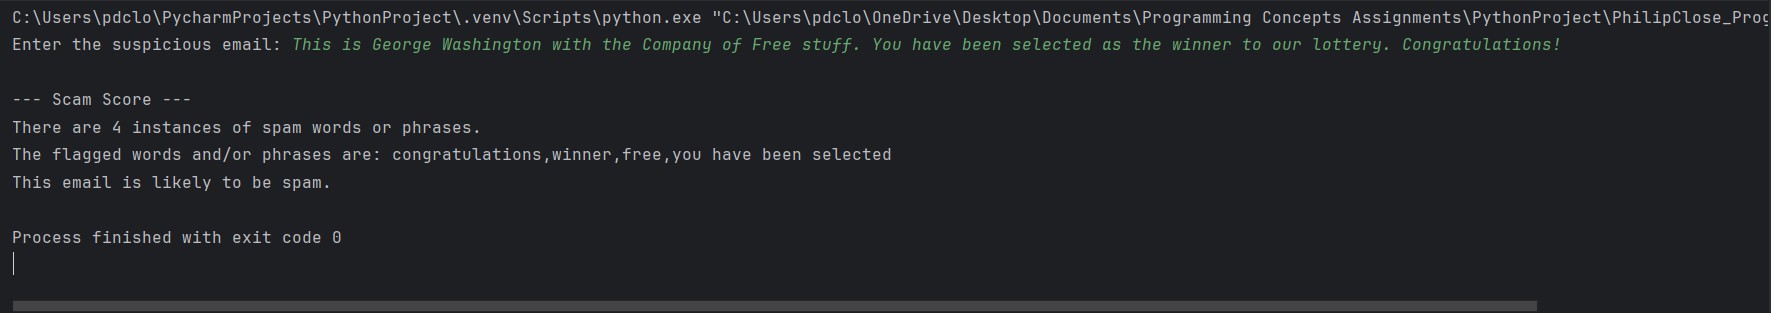 C:\Users\pdclo\PycharmProjects\PythonProject\.venv\Scripts\python.exe "C:\Users\pdclo\OneDrive\Desktop\Documents\Programming Concepts Assignments\PythonProject\PhilipClose_Prog
Enter the suspicious email: This is George Washington with the Company of Free stuff. You have been selected as the winner to our lottery. Congratulations!
--- Scam Score ---
There are 4 instances of spam words or phrases.
The flagged words and/or phrases are: congratulations,winner,free,you have been selected
This email is likely to be spam.
Process finished with exit code 0